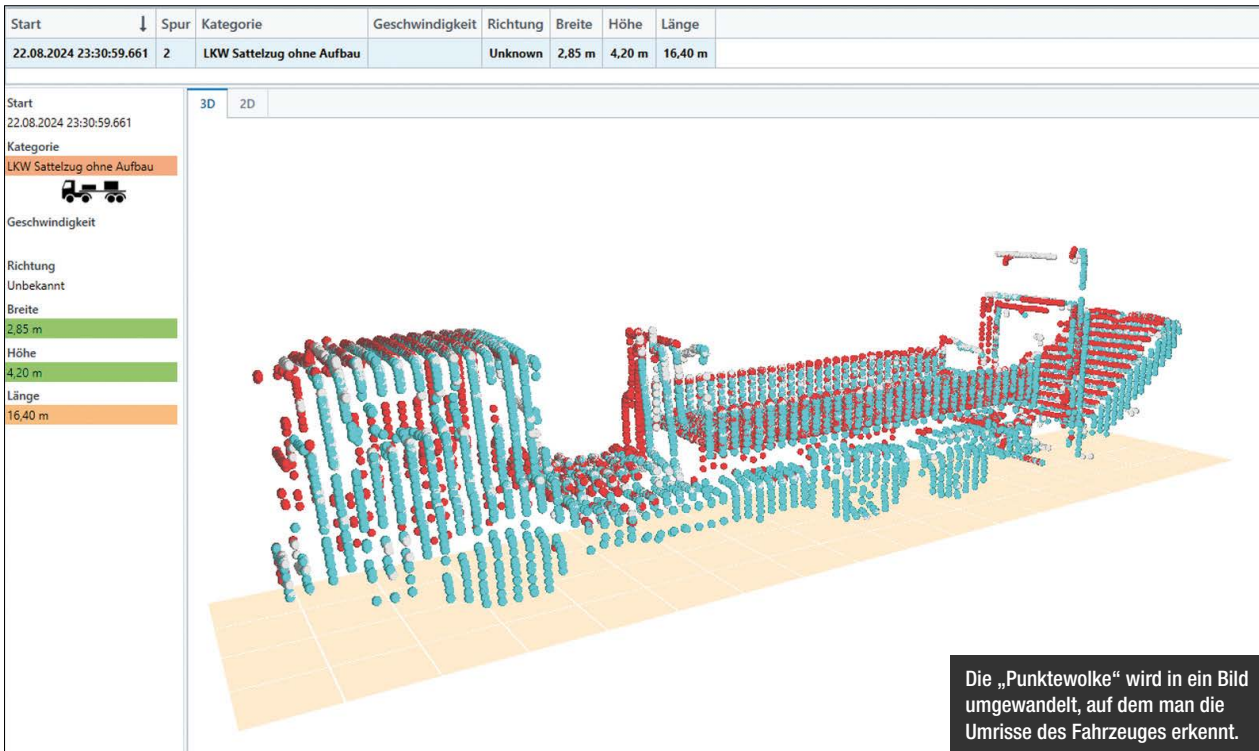 Start ↓ Spur Kategorie Geschwindigkeit Richtung Breite Höhe Länge
22.08.2024 23:30:59.661 2 LKW Sattelzug ohne Aufbau Unknown 2,85 m 4,20 m 16,40 m
Start
22.08.2024 23:30:59.661
Kategorie
LKW Sattelzug ohne Aufbau
Geschwindigkeit
Richtung
Unbekannt
Breite
2,85 m
Höhe
4,20 m
Länge
16,40 m
3D 2D
Die „Punktewolke“ wird in ein Bild
umgewandelt, auf dem man die
Umrisse des Fahrzeuges erkennt.